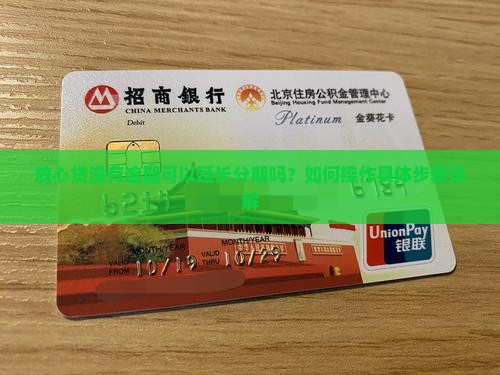 招商银行
CHINA MERCHANTS BANK
Debit
北京住房公积金管理中心
Beijing Housing Fund Management Center
Platinum 金葵花卡
放心贷没有逾期可以延长分期吗?如何操作具体步骤详
解
MONTH/YEAR MONTH/YEAR
VALID FROM 10/19 VALID THRU 10/29
UnionPay
银联